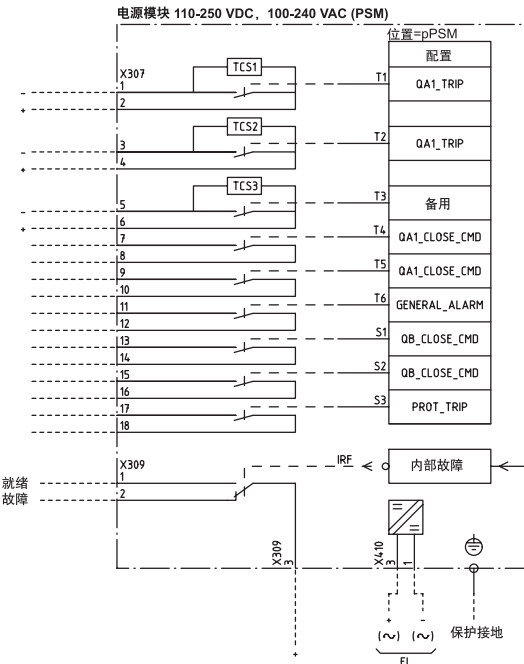 电源模块 110-250 VDC，100-240 VAC (PSM)
位置=pPSM
配置
X307
TCS1
1
2
-
+
T1
QA1_TRIP
TCS2
3
4
-
+
T2
QA1_TRIP
TCS3
5
6
-
+
T3
备用
7
8
T4
QA1_CLOSE_CMD
9
10
T5
QA1_CLOSE_CMD
11
12
T6
GENERAL_ALARM
13
14
S1
QB_CLOSE_CMD
15
16
S2
QB_CLOSE_CMD
17
18
S3
PROT_TRIP
X309
就绪
1
故障
2
IRF
内部故障
X309
3
+
X410
3
1
+
-
(~)
(~)
保护接地
FI